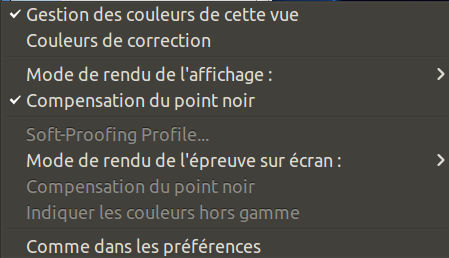 Gestion des couleurs de cette vue
Couleurs de correction
Mode de rendu de l'affichage :
Compensation du point noir
Soft-Proofing Profile...
Mode de rendu de l'épreuve sur écran :
Compensation du point noir
Indiquer les couleurs hors gamme
Comme dans les préférences